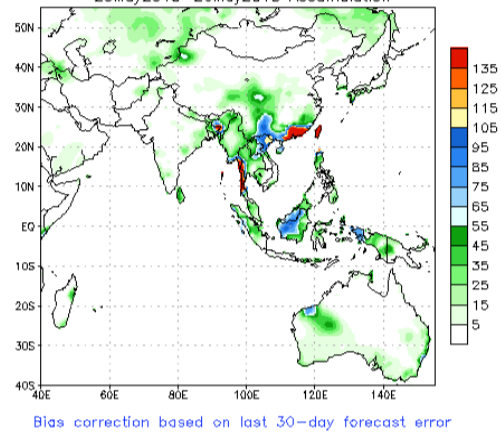 Accumulation
50N
40N
30N
20N
10N
EQ
10S
20S
30S
40S
40E 60E 80E 100E 120E 140E
135
125
115
105
95
85
75
65
55
45
35
25
15
5
Bias correction based on last 30-day forecast error